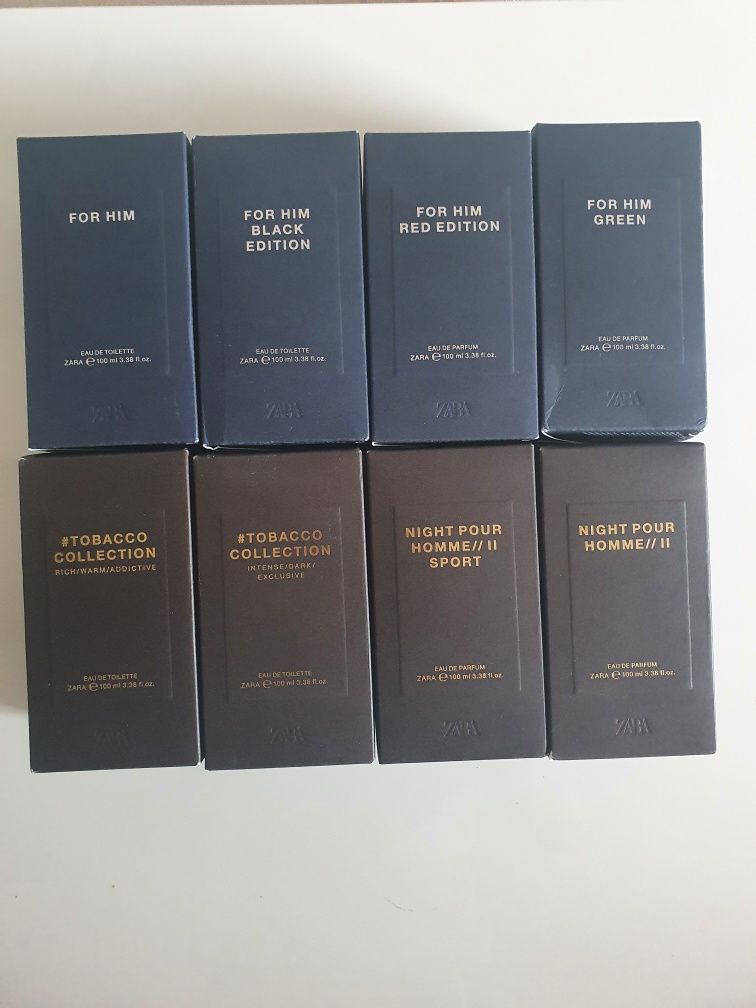 FOR HIM
EAU DE TOILETTE
ZARA ℮ 100 ml 3.38 fl.oz.
ZARA
FOR HIM
BLACK
EDITION
EAU DE TOILETTE
ZARA ℮ 100 ml 3.38 fl.oz.
ZARA
FOR HIM
RED EDITION
EAU DE PARFUM
ZARA ℮ 100 ml 3.38 fl.oz.
ZARA
FOR HIM
GREEN
EAU DE PARFUM
ZARA ℮ 100 ml 3.38 fl.oz.
ZARA
#TOBACCO
COLLECTION
RICH/WARM/ADDICTIVE
EAU DE TOILETTE
ZARA ℮ 100 ml 3.38 fl.oz.
ZARA
#TOBACCO
COLLECTION
INTENSE/DARK/
EXCLUSIVE
EAU DE TOILETTE
ZARA ℮ 100 ml 3.38 fl.oz.
ZARA
NIGHT POUR
HOMME// II
SPORT
EAU DE PARFUM
ZARA ℮ 100 ml 3.38 fl.oz.
ZARA
NIGHT POUR
HOMME// II
EAU DE PARFUM
ZARA ℮ 100 ml 3.38 fl.oz.
ZARA